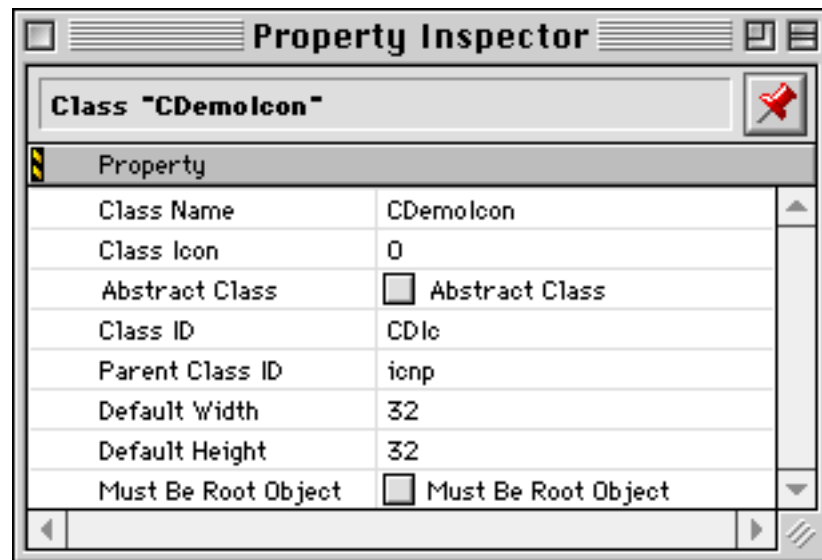 Property Inspector
Class "CDemoIcon"
Property
Class Name CDemoIcon
Class Icon 0
Abstract Class Abstract Class
Class ID CDIc
Parent Class ID icnp
Default Width 32
Default Height 32
Must Be Root Object Must Be Root Object